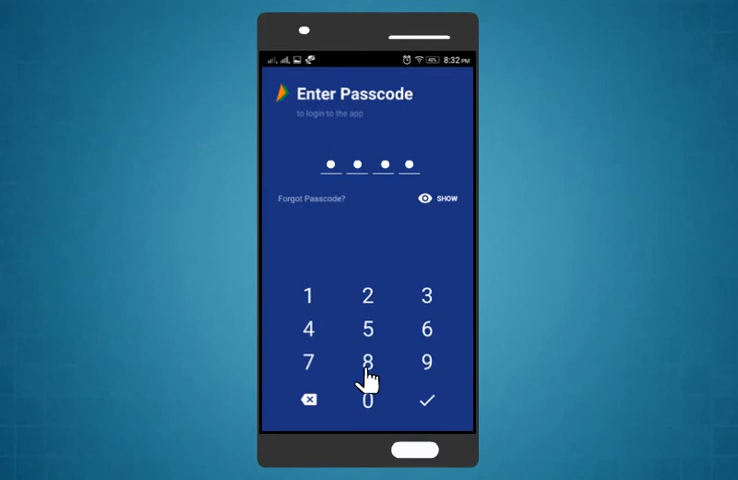 8:32 PM
Enter Passcode
to login to the app
Forgot Passcode? SHOW
1 2 3
4 5 6
7 8 9
0